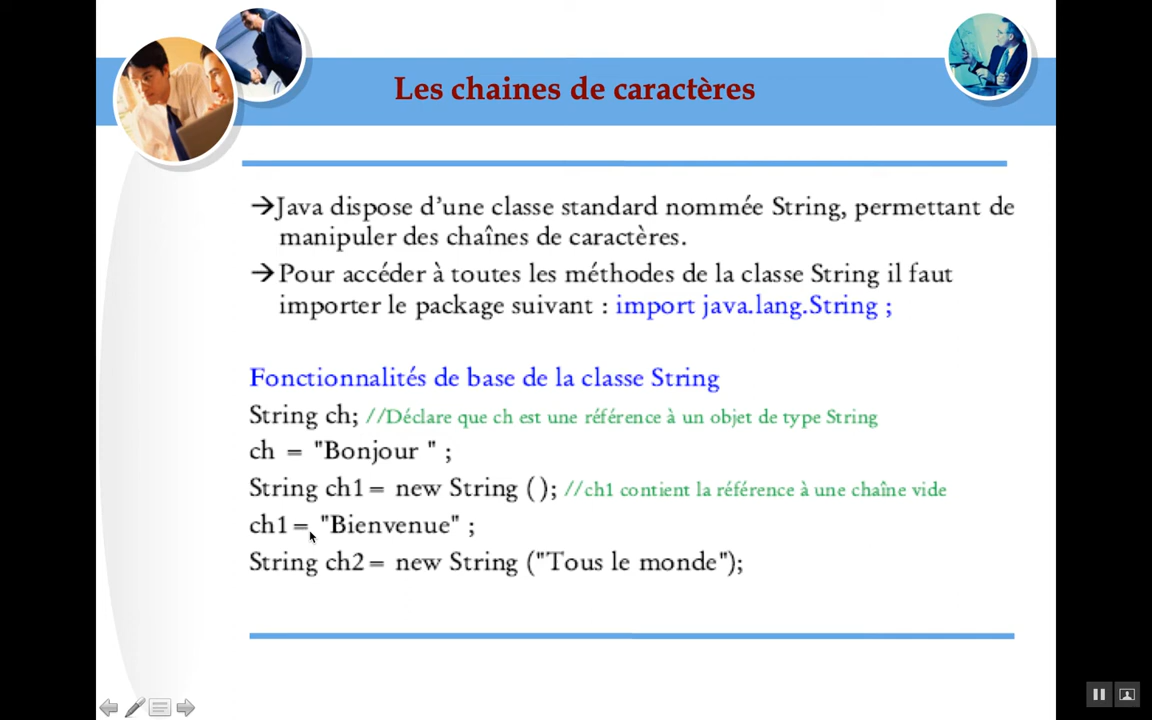 Les chaines de caractères
→Java dispose d’une classe standard nommée String, permettant de
manipuler des chaînes de caractères.
→Pour accéder à toutes les méthodes de la classe String il faut
importer le package suivant : import java.lang.String ;
Fonctionnalités de base de la classe String
String ch; //Déclare que ch est une référence à un objet de type String
ch = "Bonjour " ;
String ch1= new String ( ); //ch1 contient la référence à une chaîne vide
ch1= "Bienvenue" ;
String ch2= new String ("Tous le monde");